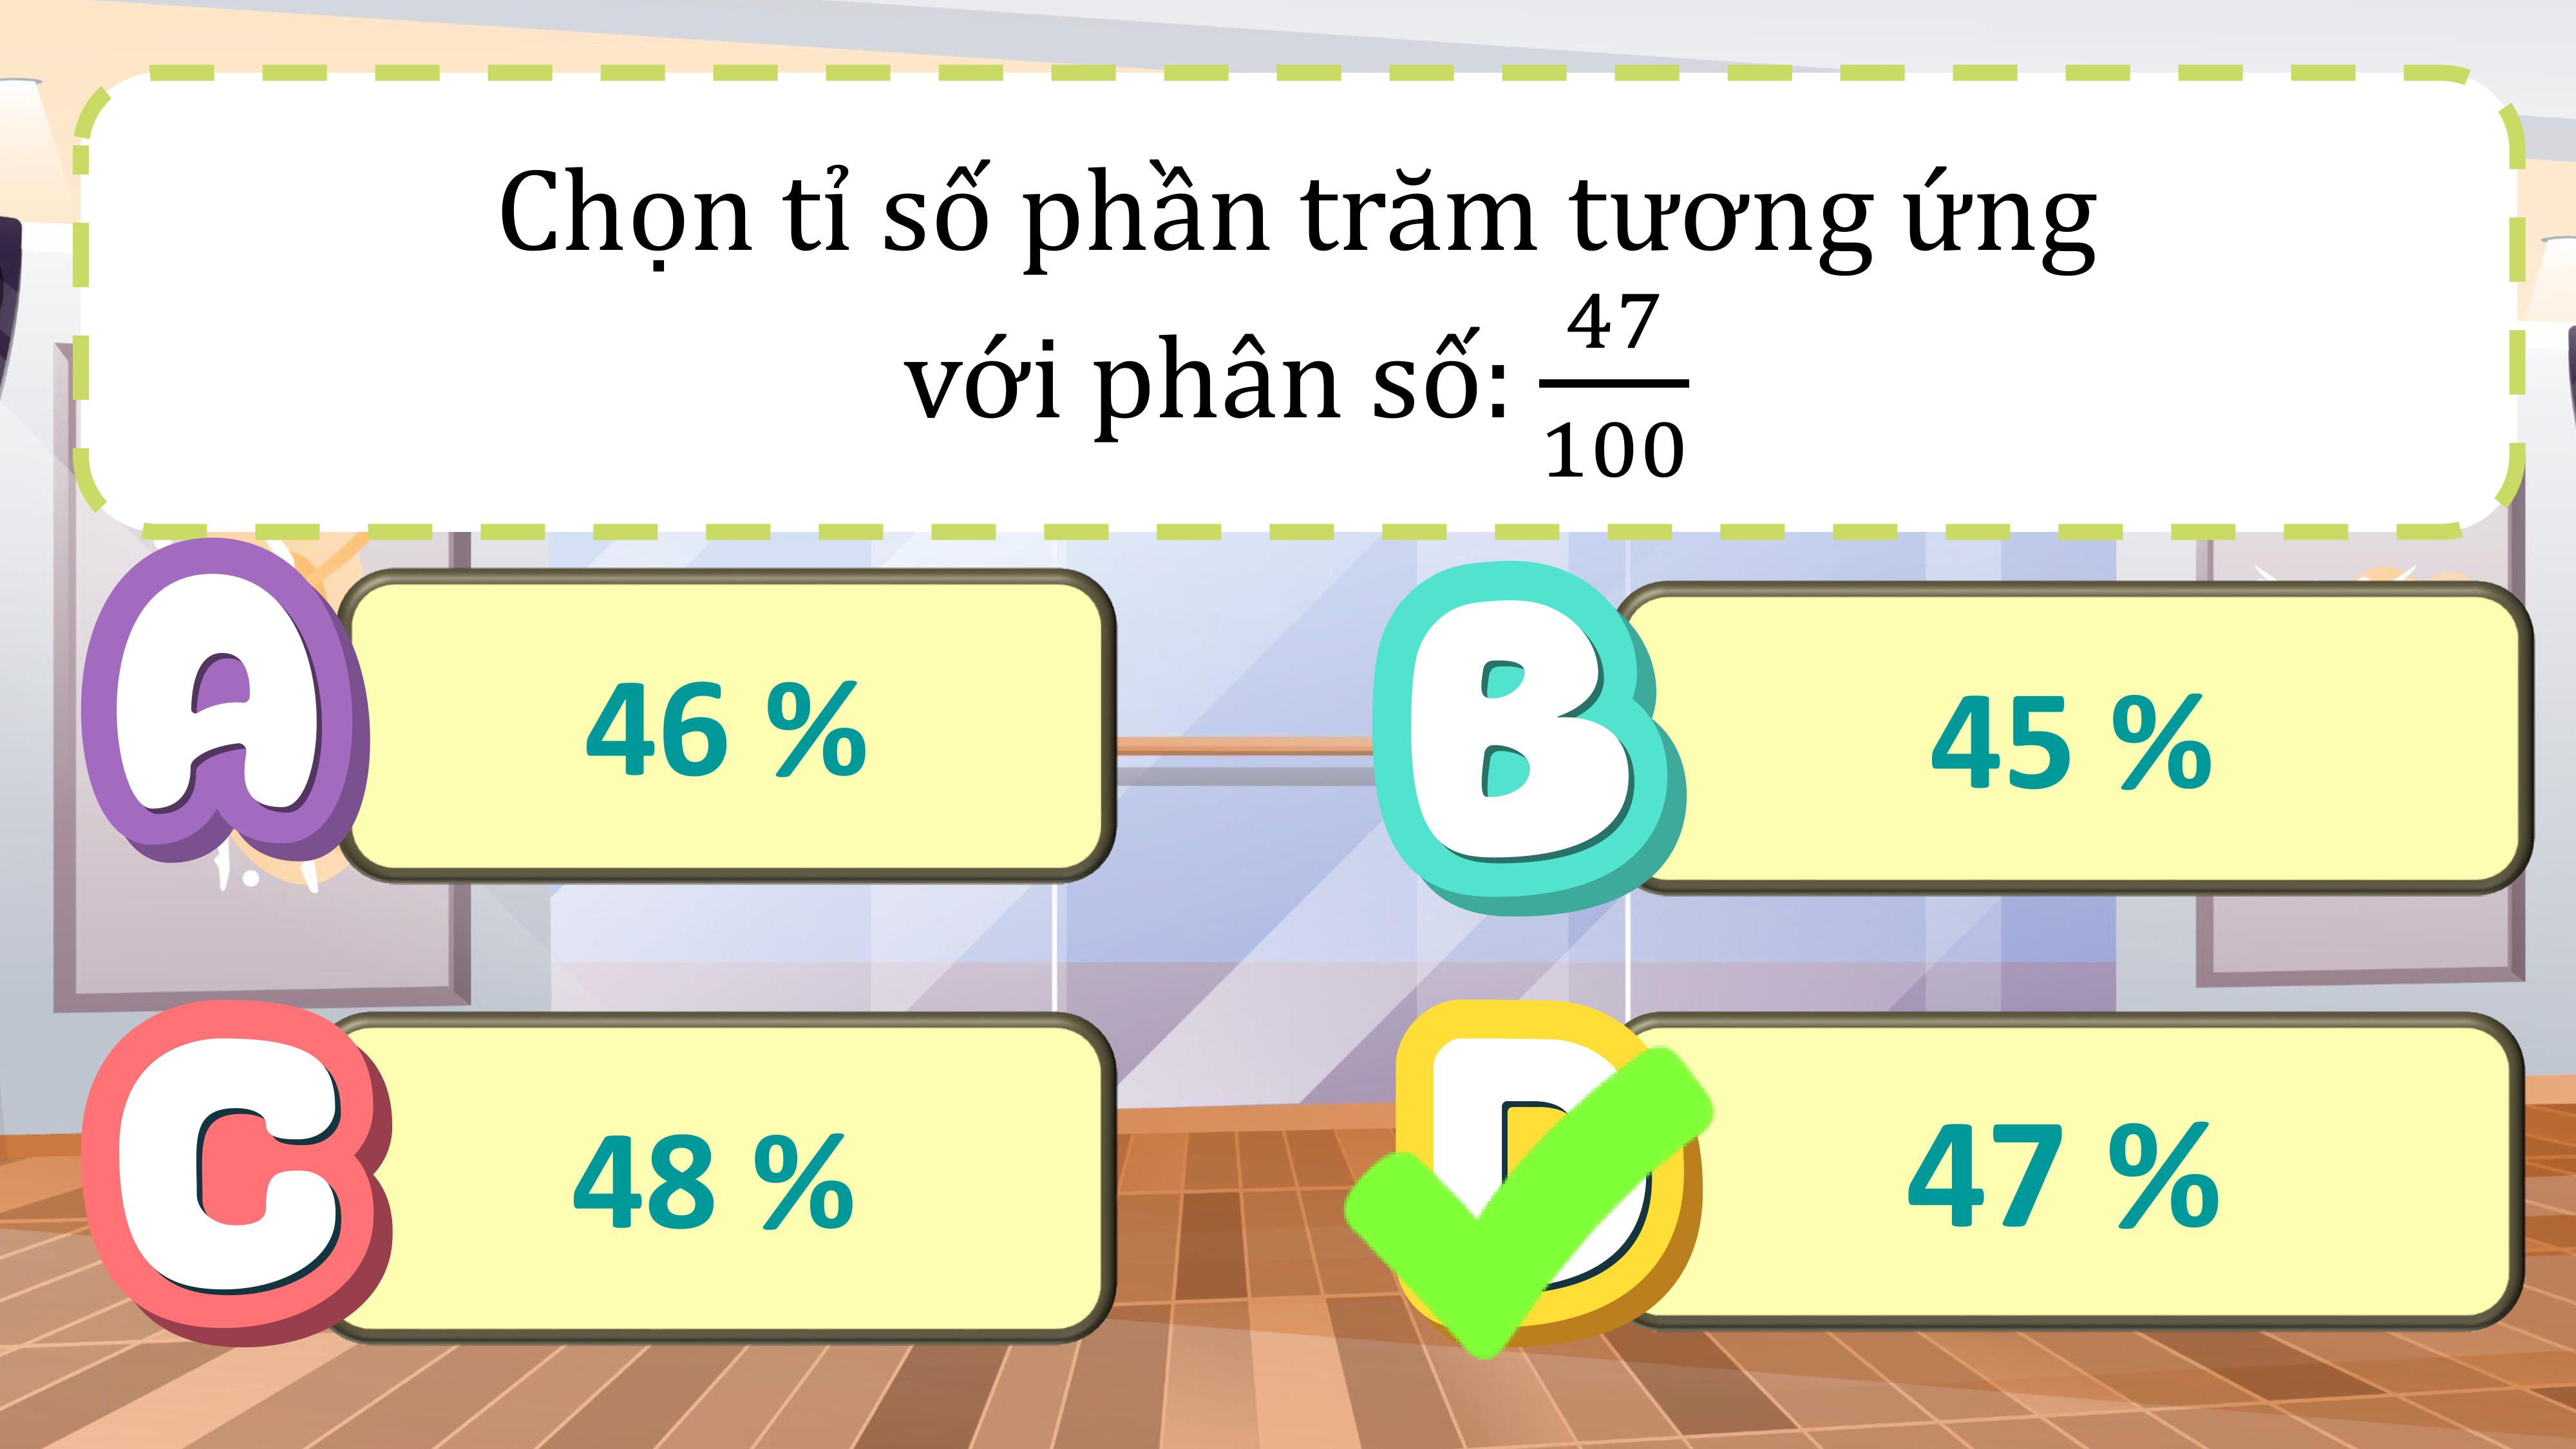 Chọn tỉ số phần trăm tương ứng
với phân số: 47/100
A 46 %
B 45 %
C 48 %
D 47 %